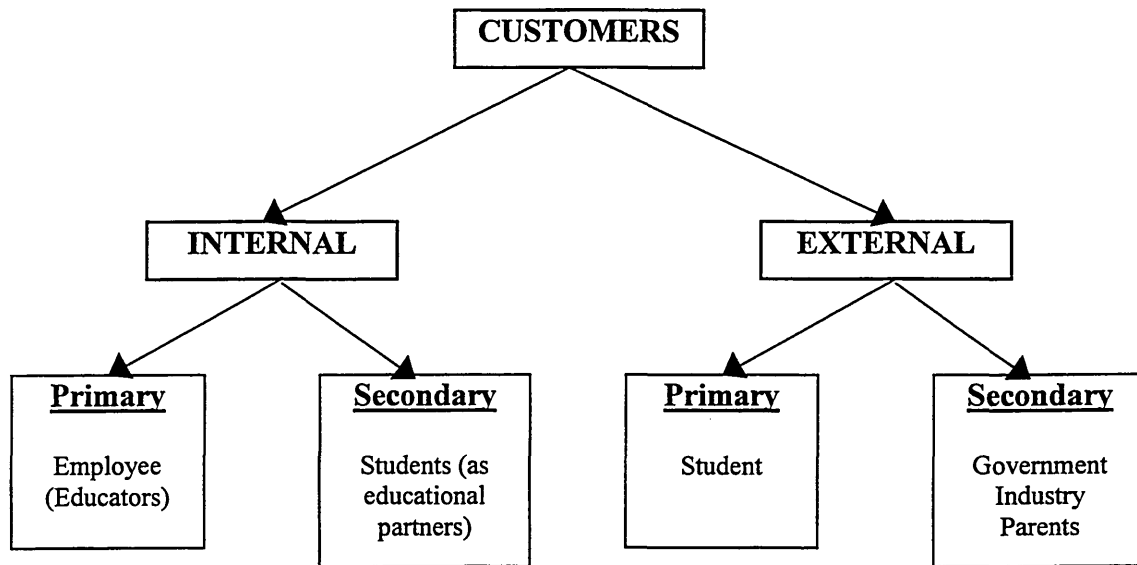 CUSTOMERS
INTERNAL
EXTERNAL
Primary
Employee
(Educators)
Secondary
Students (as
educational
partners)
Primary
Student
Secondary
Government
Industry
Parents